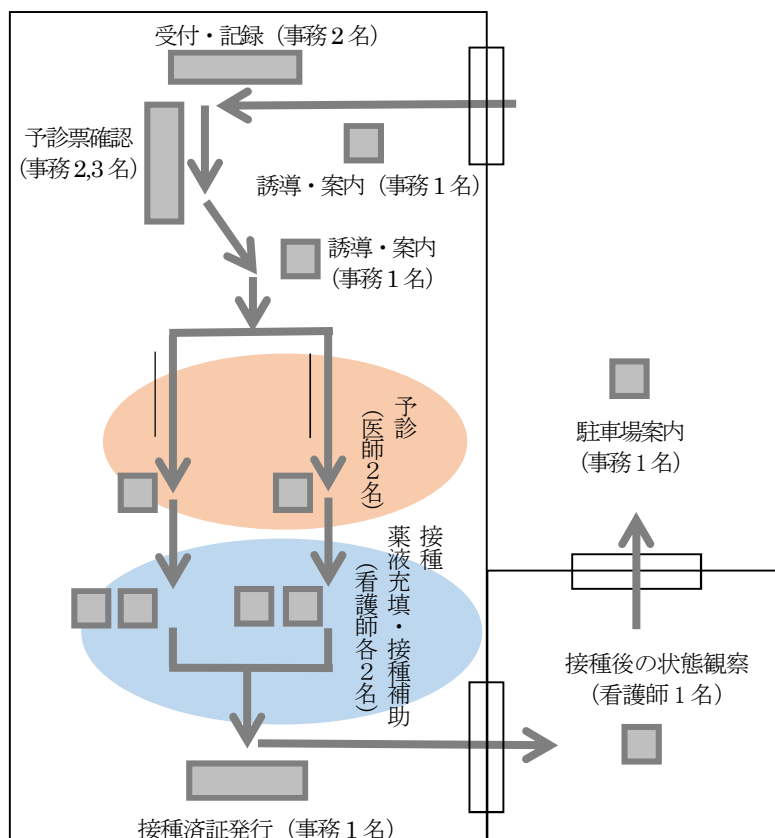 受付・記録（事務２名）
予診票確認
（事務2,3名）
誘導・案内（事務１名）
誘導・案内
（事務１名）
予診
（医師２名）
接種
薬液充填・接種補助
（看護師各２名）
駐車場案内
（事務１名）
接種後の状態観察
（看護師１名）
接種済証発行（事務１名）